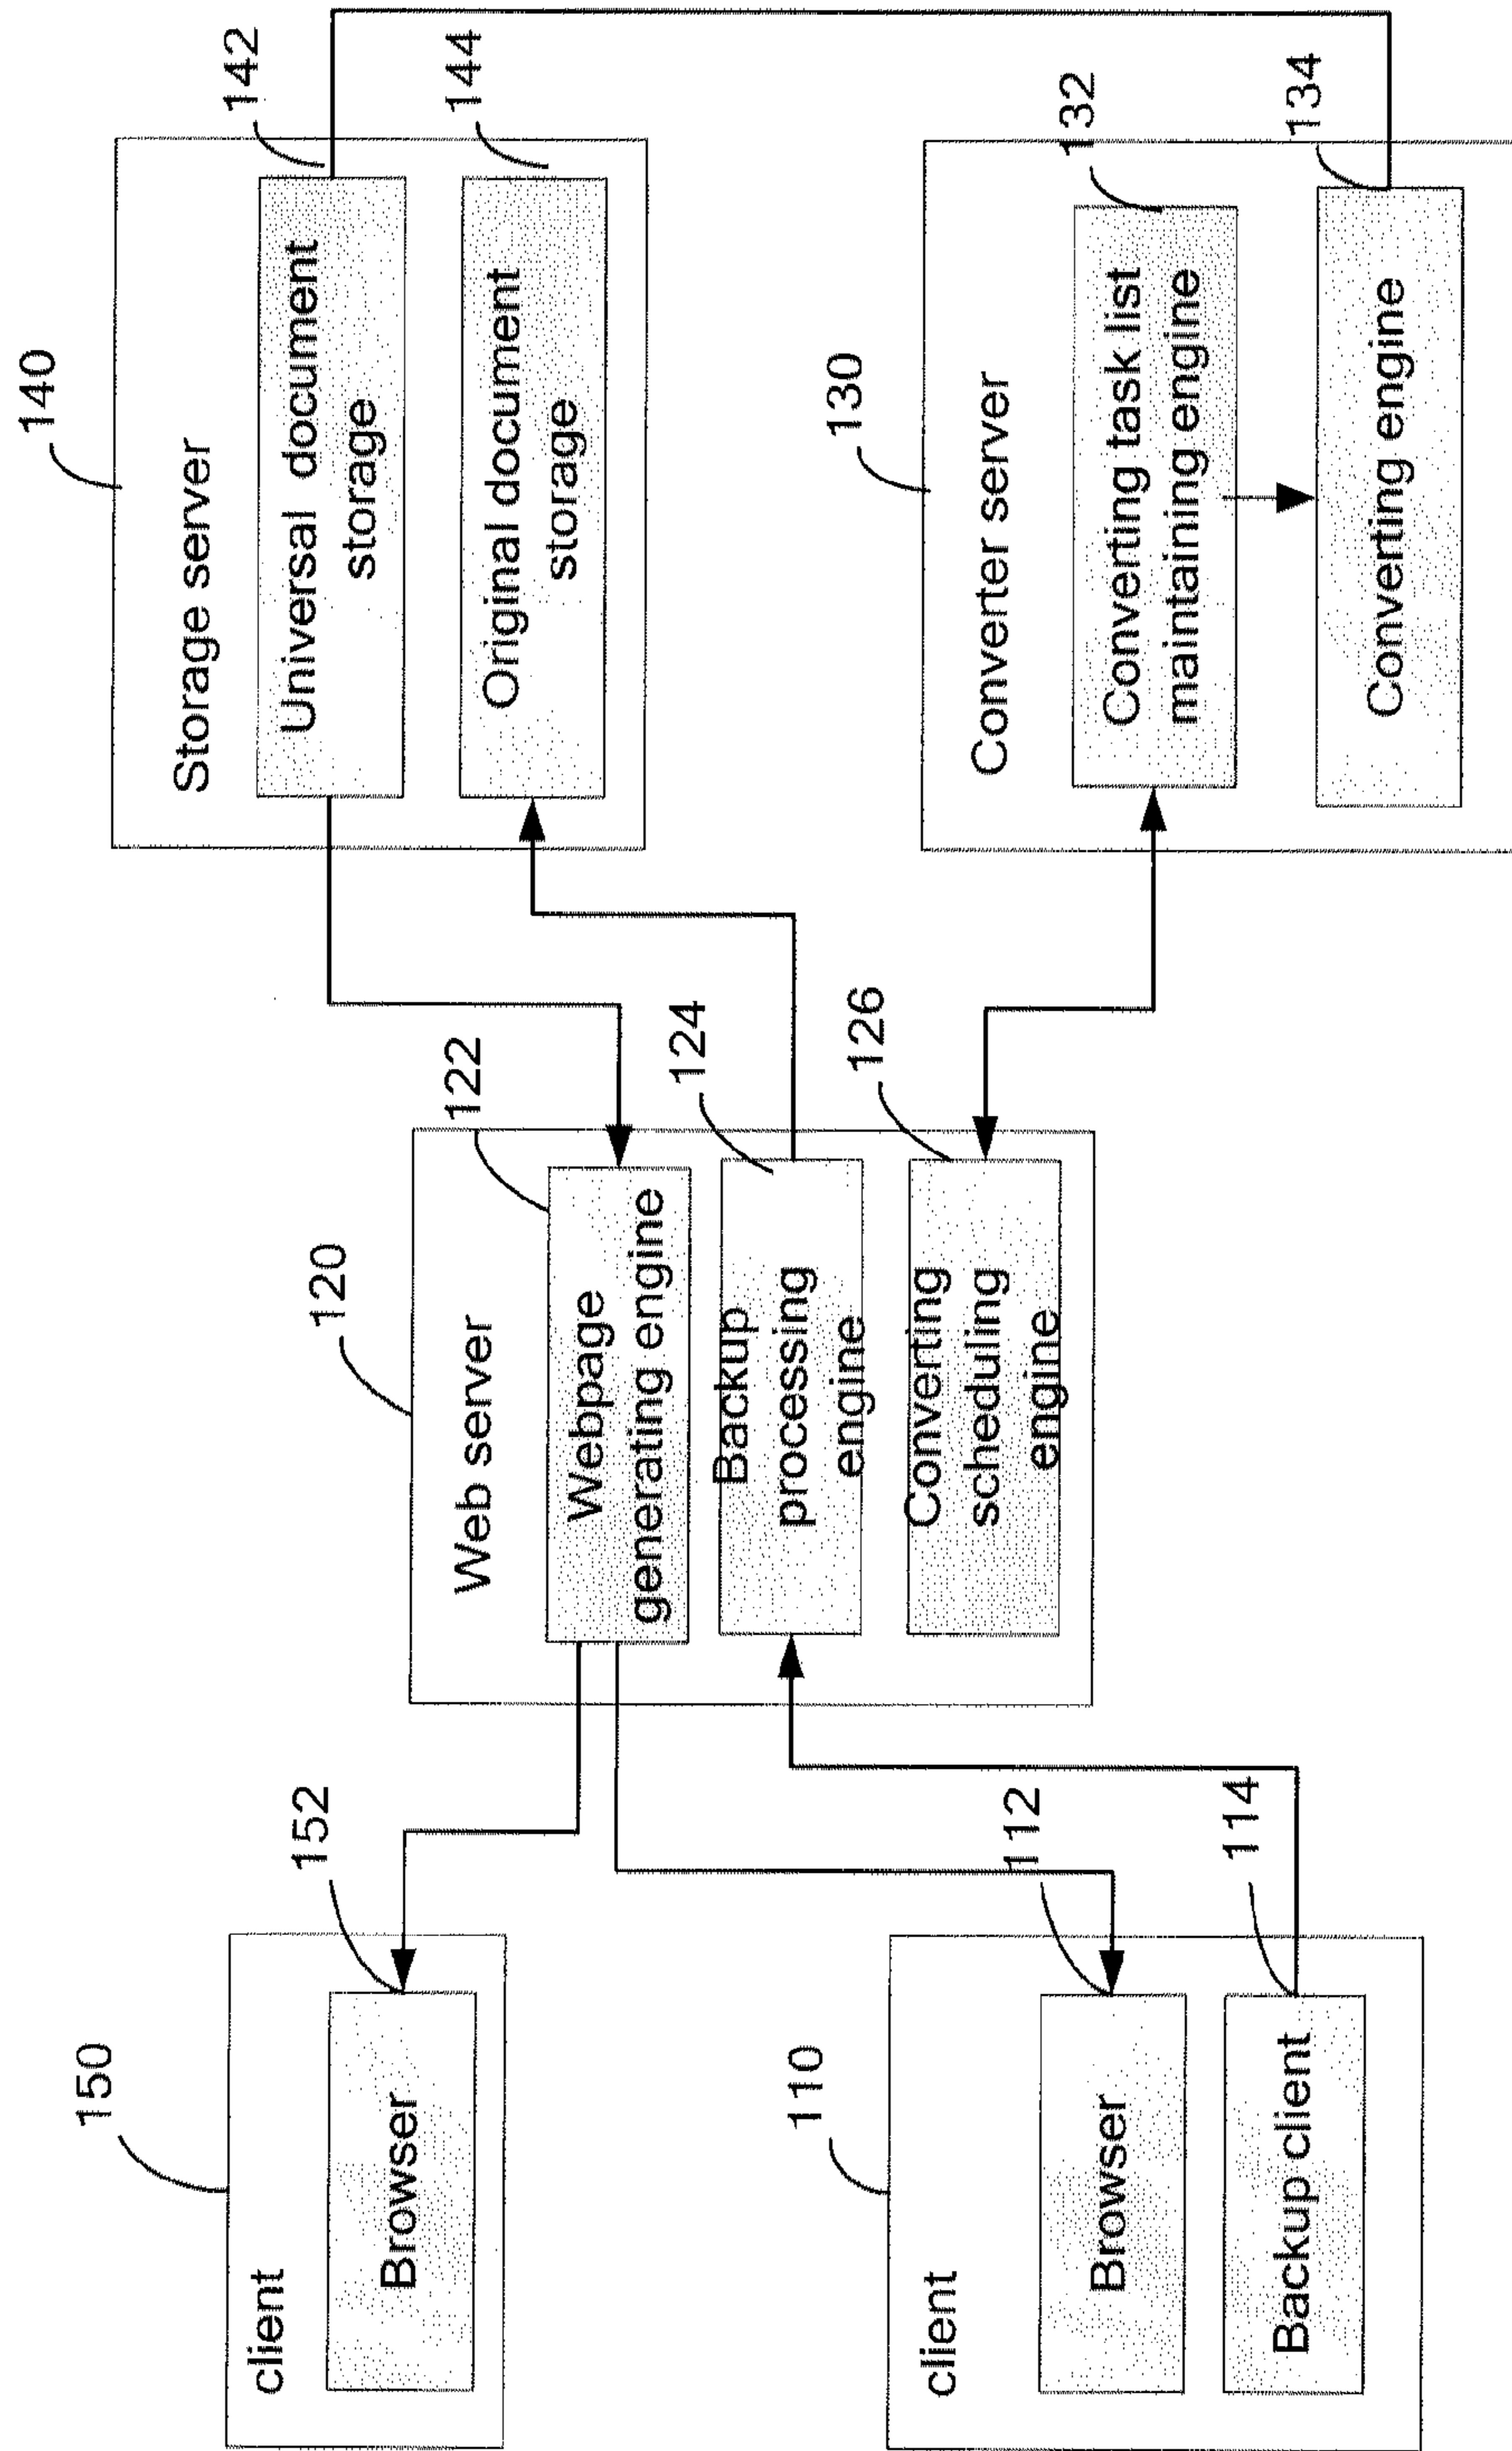 150
client
152
Browser
110
client
112
Browser
114
Backup client
120
Web server
122
Webpage
generating engine
124
Backup
processing
engine
126
Converting
scheduling
engine
140
Storage server
142
Universal document
storage
144
Original document
storage
130
Converter server
132
Converting task list
maintaining engine
134
Converting engine